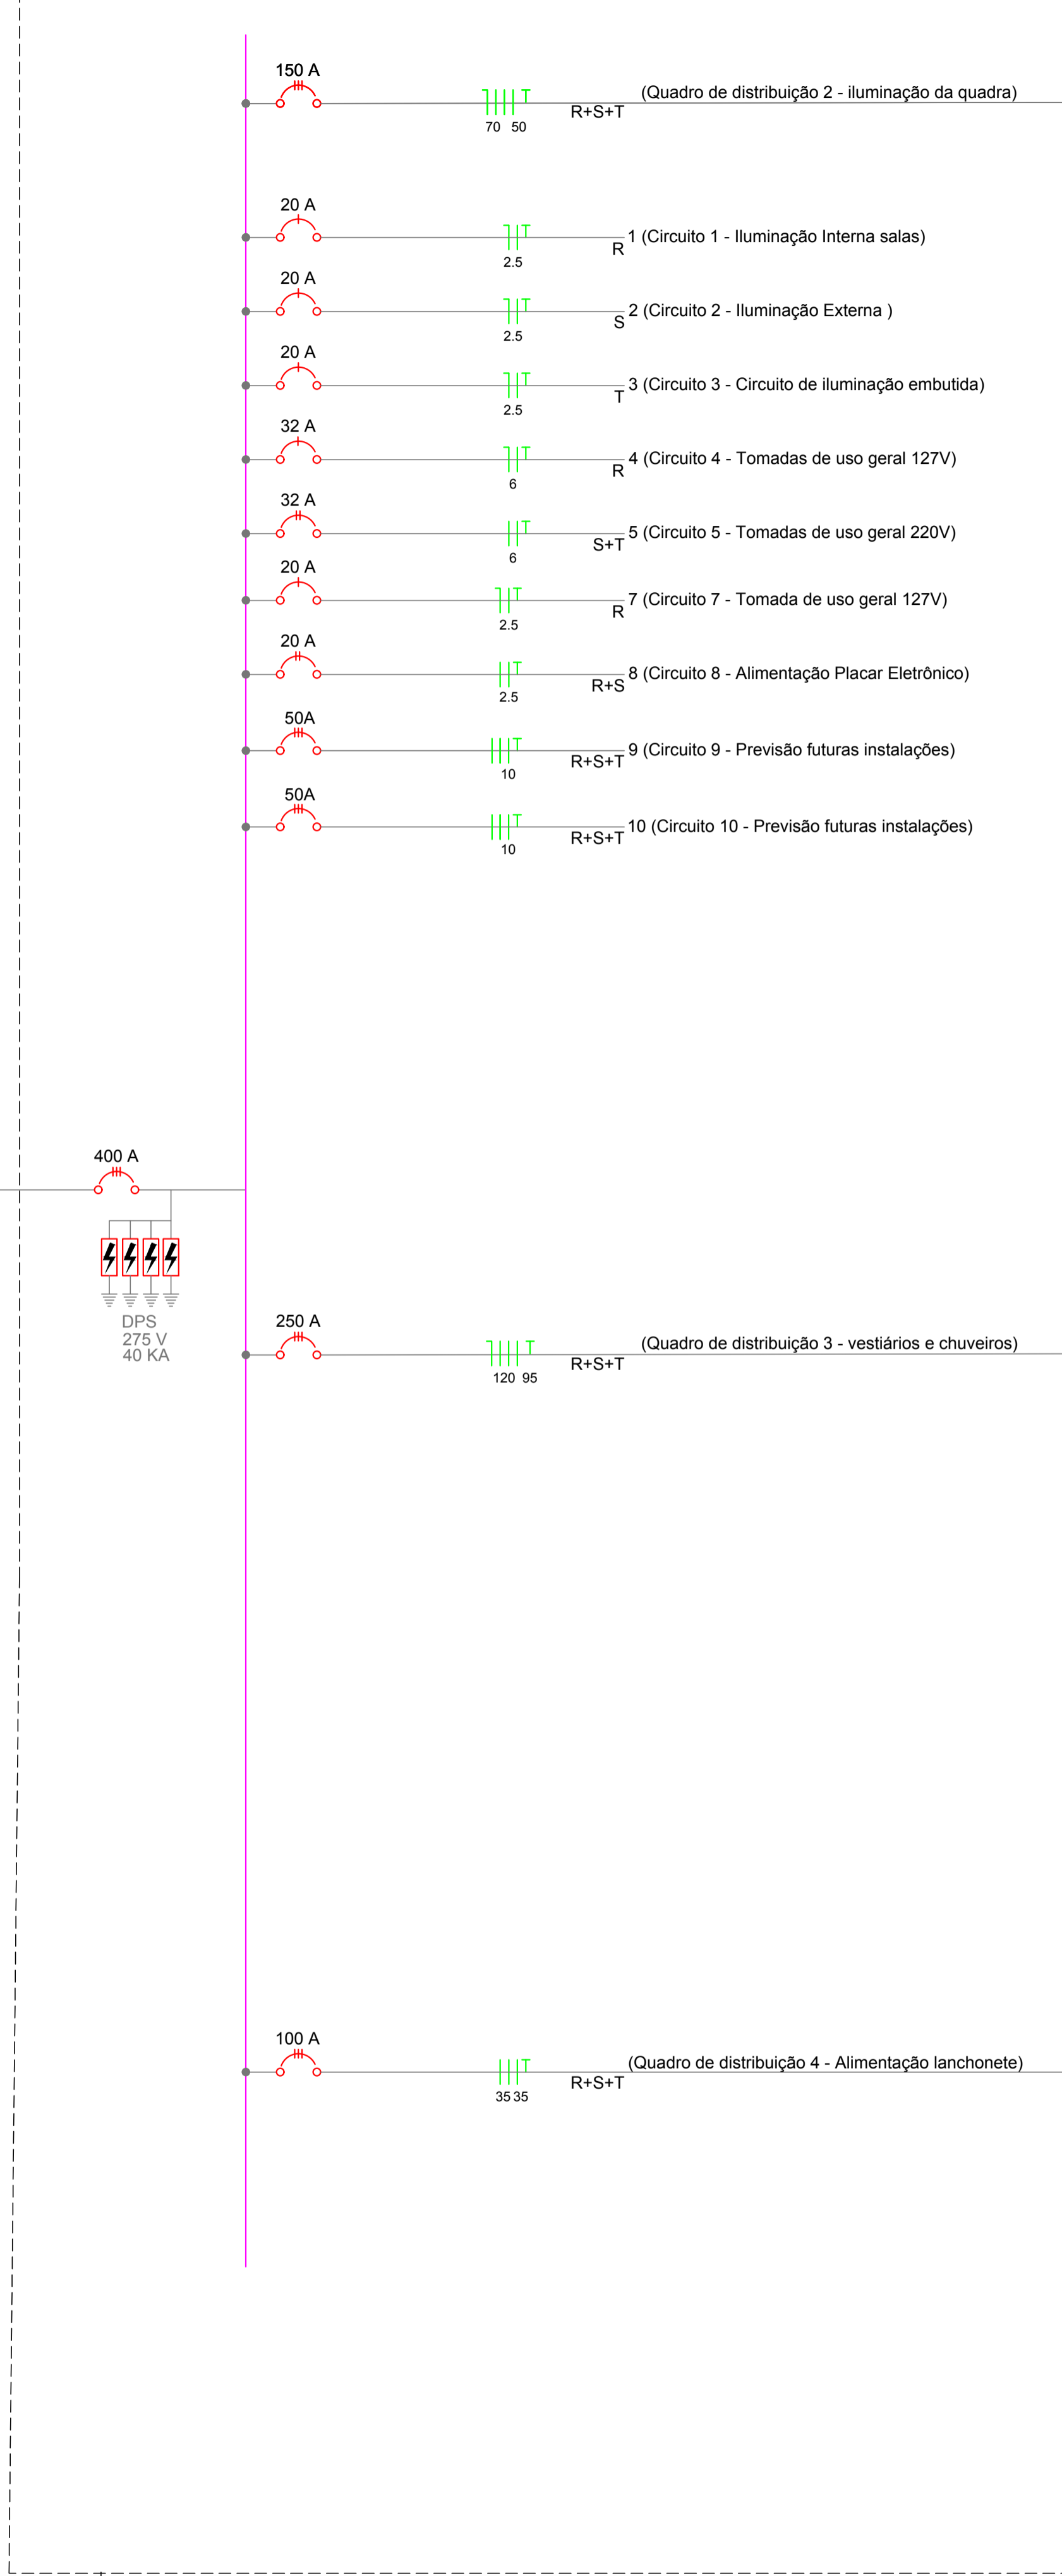 150 A
(Quadro de distribuição 2 - iluminação da quadra)
R+S+T
70 50
20 A
1 (Circuito 1 - Iluminação Interna salas)
R
2.5
20 A
2 (Circuito 2 - Iluminação Externa )
S
2.5
20 A
3 (Circuito 3 - Circuito de iluminação embutida)
T
2.5
32 A
4 (Circuito 4 - Tomadas de uso geral 127V)
R
6
32 A
5 (Circuito 5 - Tomadas de uso geral 220V)
S+T
6
20 A
7 (Circuito 7 - Tomada de uso geral 127V)
R
2.5
20 A
8 (Circuito 8 - Alimentação Placar Eletrônico)
R+S
2.5
50A
9 (Circuito 9 - Previsão futuras instalações)
R+S+T
10
50A
10 (Circuito 10 - Previsão futuras instalações)
R+S+T
10
400 A
DPS
275 V
40 KA
250 A
(Quadro de distribuição 3 - vestiários e chuveiros)
R+S+T
120 95
100 A
(Quadro de distribuição 4 - Alimentação lanchonete)
R+S+T
35 35